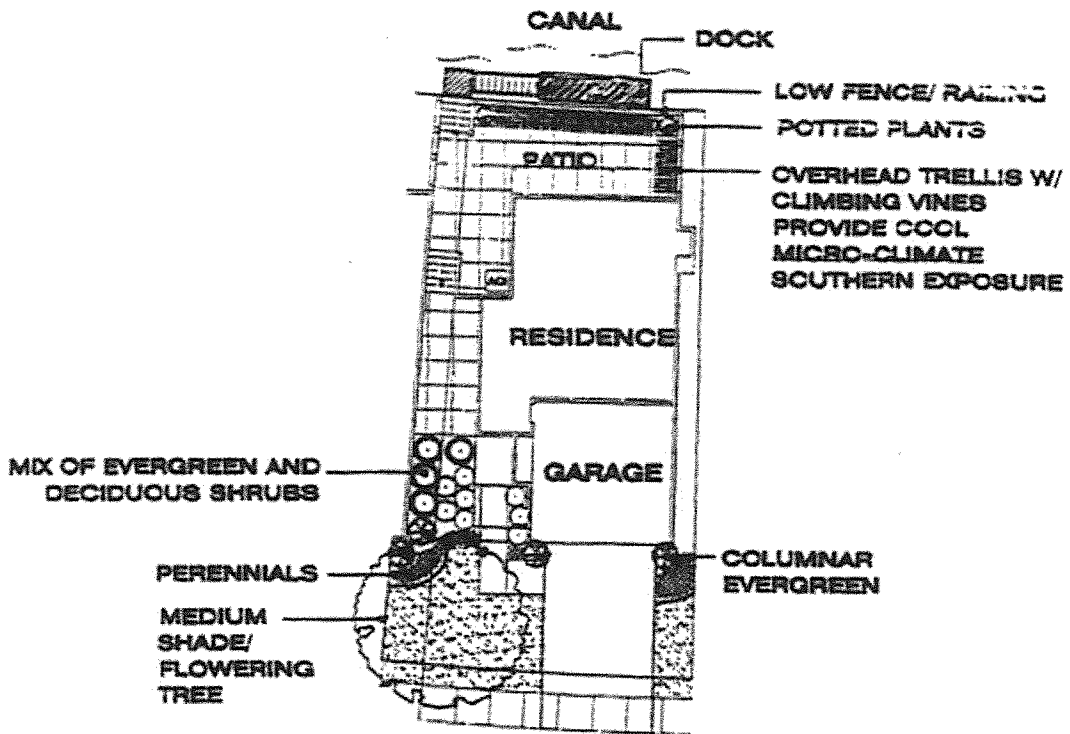 CANAL
DOCK
LOW FENCE/ RAILING
POTTED PLANTS
PATIO
OVERHEAD TRELLIS W/
CLIMBING VINES
PROVIDE COOL
MICRO-CLIMATE
SOUTHERN EXPOSURE
RESIDENCE
MIX OF EVERGREEN AND
DECIDUOUS SHRUBS
GARAGE
PERENNIALS
COLUMNAR
EVERGREEN
MEDIUM
SHADE/
FLOWERING
TREE